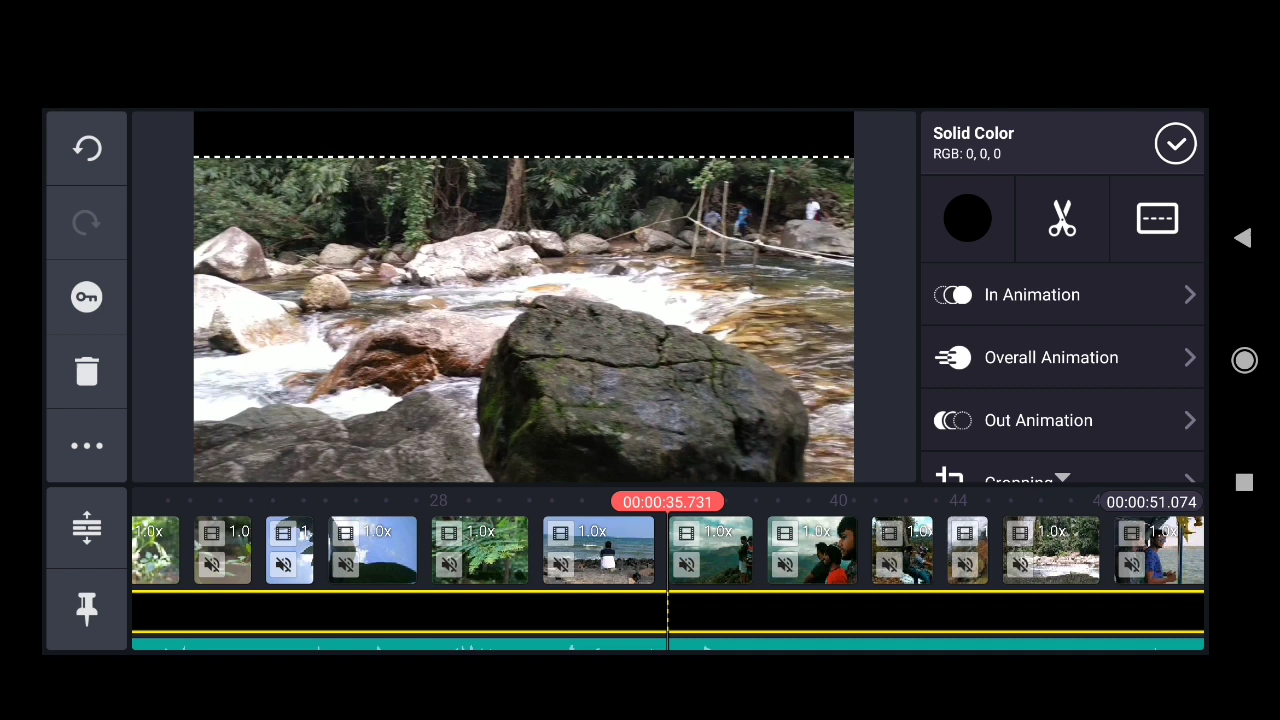 Solid Color
RGB: 0, 0, 0
In Animation
Overall Animation
Out Animation
Cropping
28
00:00:35.731
40
44
00:00:51.074
1.0x
1.0
1.0x
1.0x
1.0x
1.0x
1.0x
1.0x
1.0x
1.0x